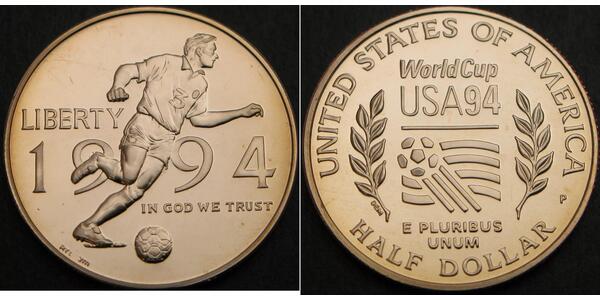 LIBERTY
1994
IN GOD WE TRUST
UNITED STATES OF AMERICA
WorldCup
USA94
P
E PLURIBUS
UNUM
HALF DOLLAR